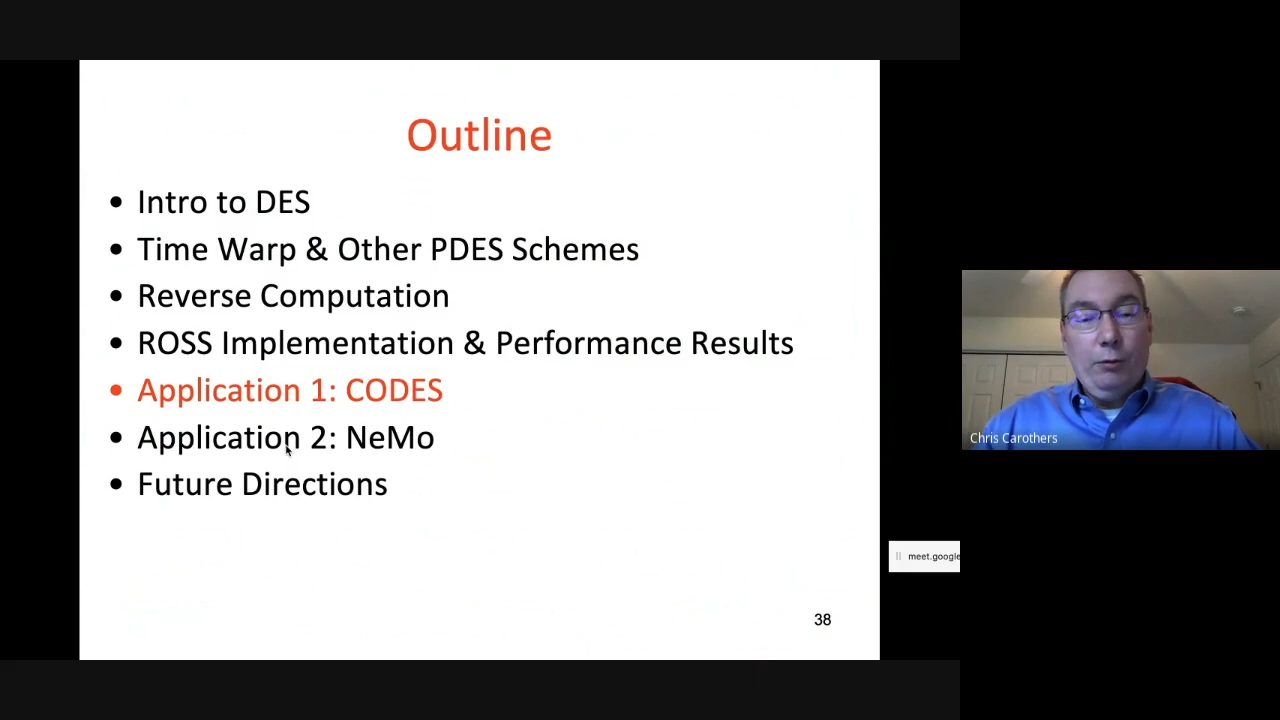 Outline
• Intro to DES
• Time Warp & Other PDES Schemes
• Reverse Computation
• ROSS Implementation & Performance Results
• Application 1: CODES
• Application 2: NeMo
• Future Directions
38
Chris Carothers
meet.google